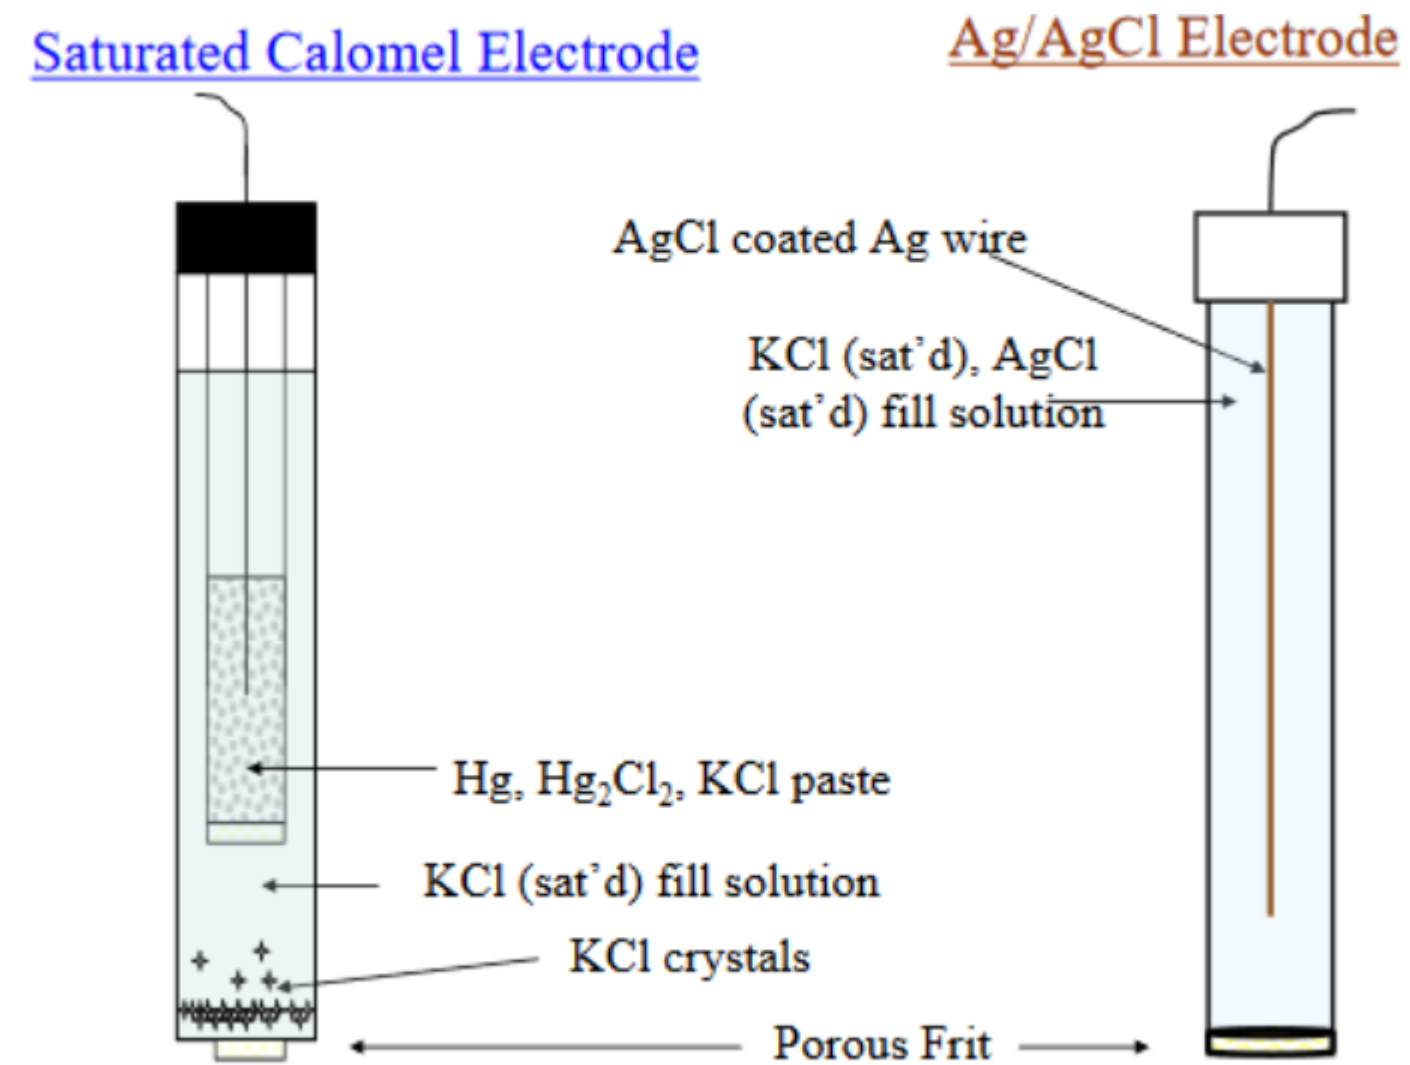 Saturated Calomel Electrode
Ag/AgCl Electrode
AgCl coated Ag wire
KCl (sat’d), AgCl
(sat’d) fill solution
Hg, Hg₂Cl₂, KCl paste
KCl (sat’d) fill solution
KCl crystals
Porous Frit